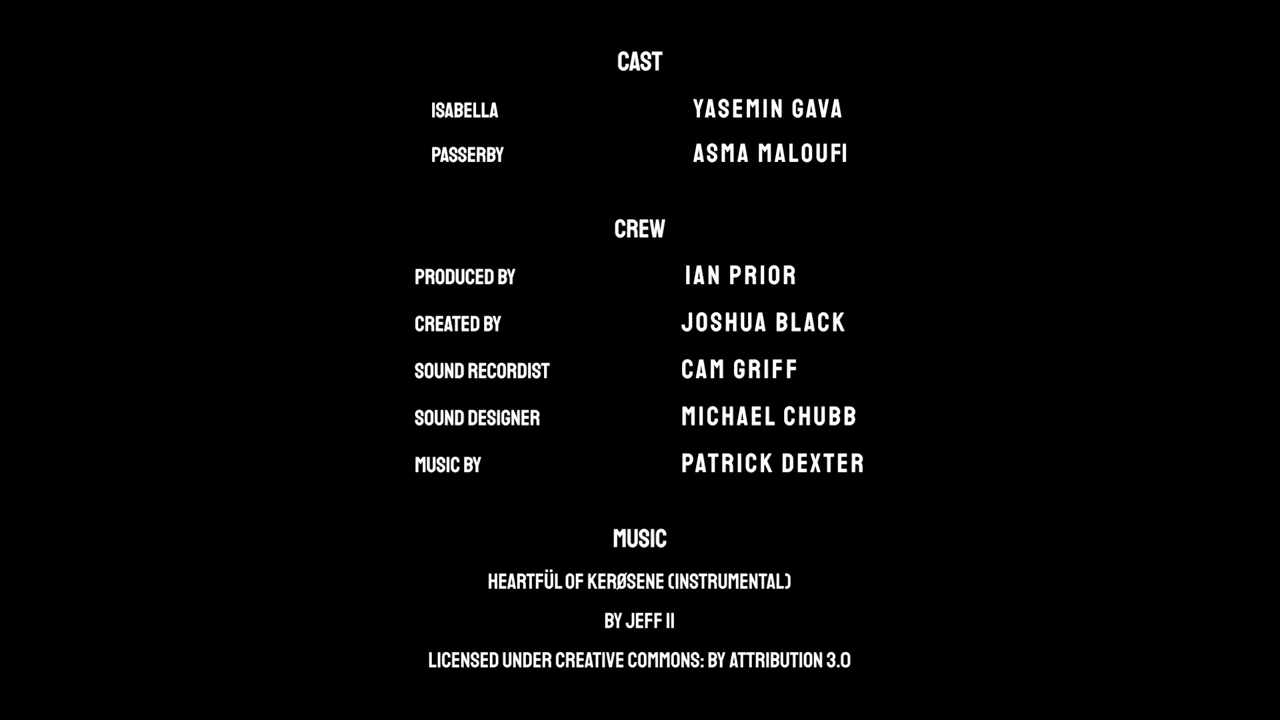 CAST
ISABELLA YASEMIN GAVA
PASSERBY ASMA MALOUFI
CREW
PRODUCED BY IAN PRIOR
CREATED BY JOSHUA BLACK
SOUND RECORDIST CAM GRIFF
SOUND DESIGNER MICHAEL CHUBB
MUSIC BY PATRICK DEXTER
MUSIC
HEARTFÜL OF KERØSENE (INSTRUMENTAL)
BY JEFF II
LICENSED UNDER CREATIVE COMMONS: BY ATTRIBUTION 3.0